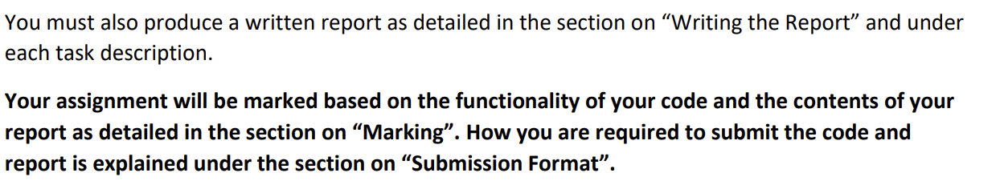 You must also produce a written report as detailed in the section on “Writing the Report” and under
each task description.
Your assignment will be marked based on the functionality of your code and the contents of your
report as detailed in the section on “Marking”. How you are required to submit the code and
report is explained under the section on “Submission Format”.